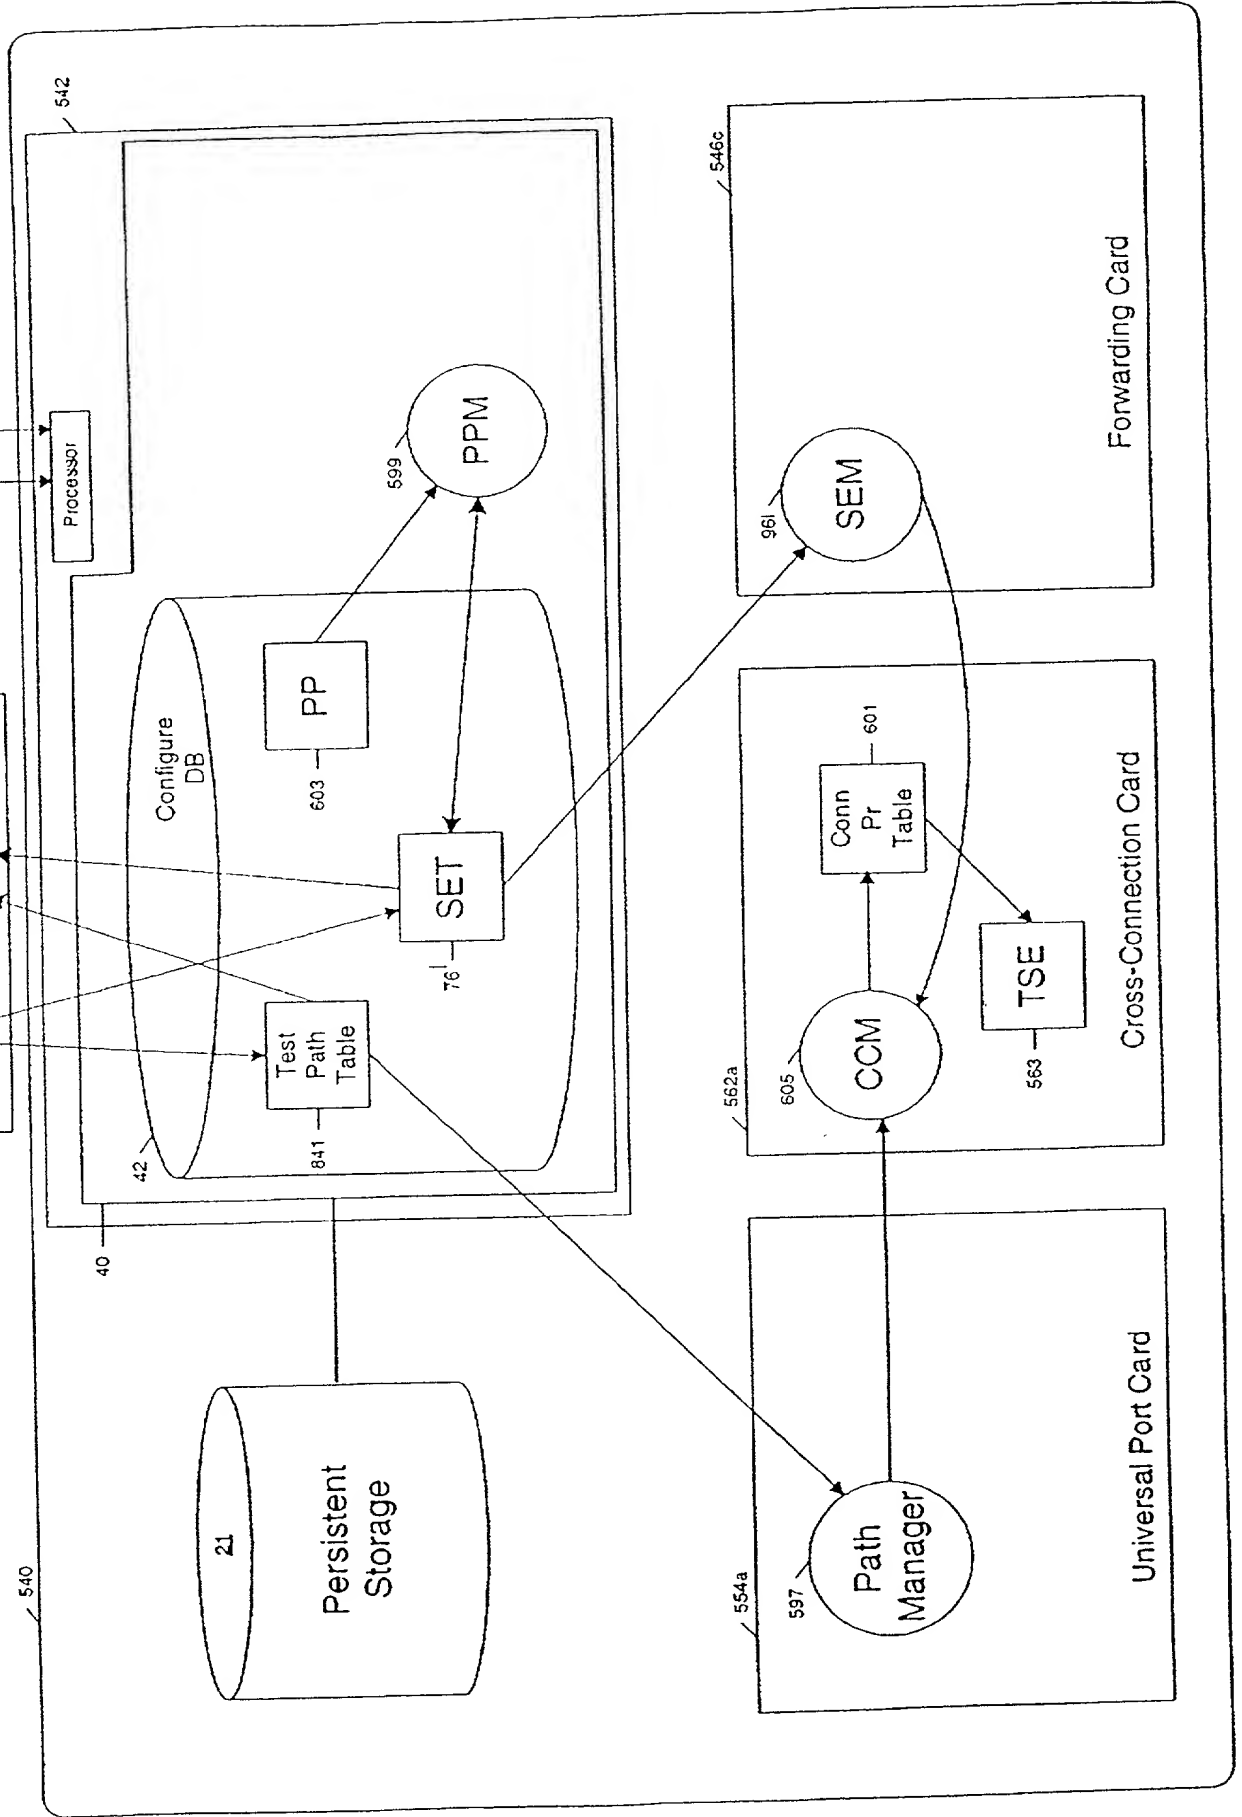 540
21
Persistent
Storage
40
42
Configure
DB
Test
Path
Table
841
SET
76|
PP
603
PPM
599
Processor
542
554a
Path
Manager
597
Universal Port Card
562a
CCM
605
Conn
Pr
Table
601
TSE
563
Cross-Connection Card
546c
SEM
96I
Forwarding Card